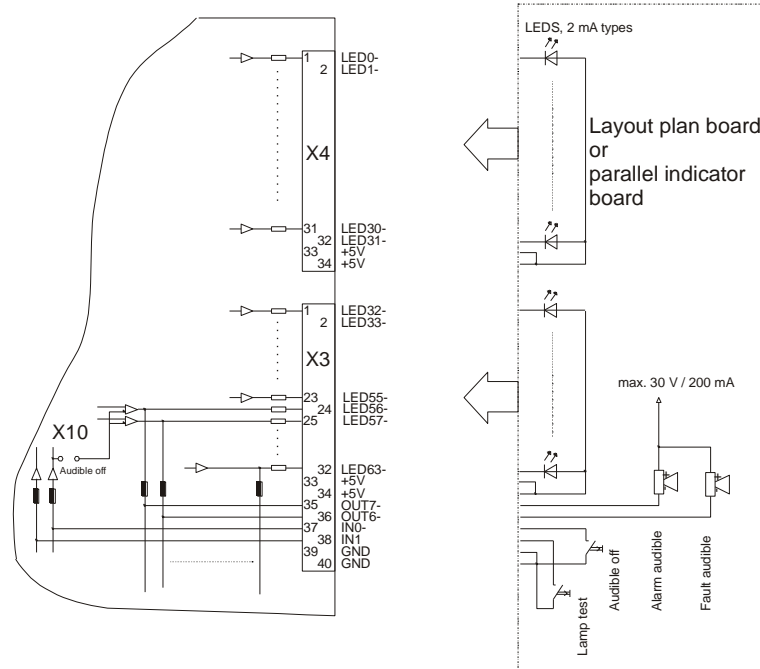 LEDS, 2 mA types
1 LED0-
2 LED1-
X4
31 LED30-
32 LED31-
33 +5V
34 +5V
Layout plan board
or
parallel indicator
board
1 LED32-
2 LED33-
X3
23 LED55-
24 LED56-
25 LED57-
X10
Audible off
32 LED63-
33 +5V
34 +5V
35 OUT7-
36 OUT6-
37 IN0-
38 IN1
39 GND
40 GND
max. 30 V / 200 mA
Lamp test
Audible off
Alarm audible
Fault audible